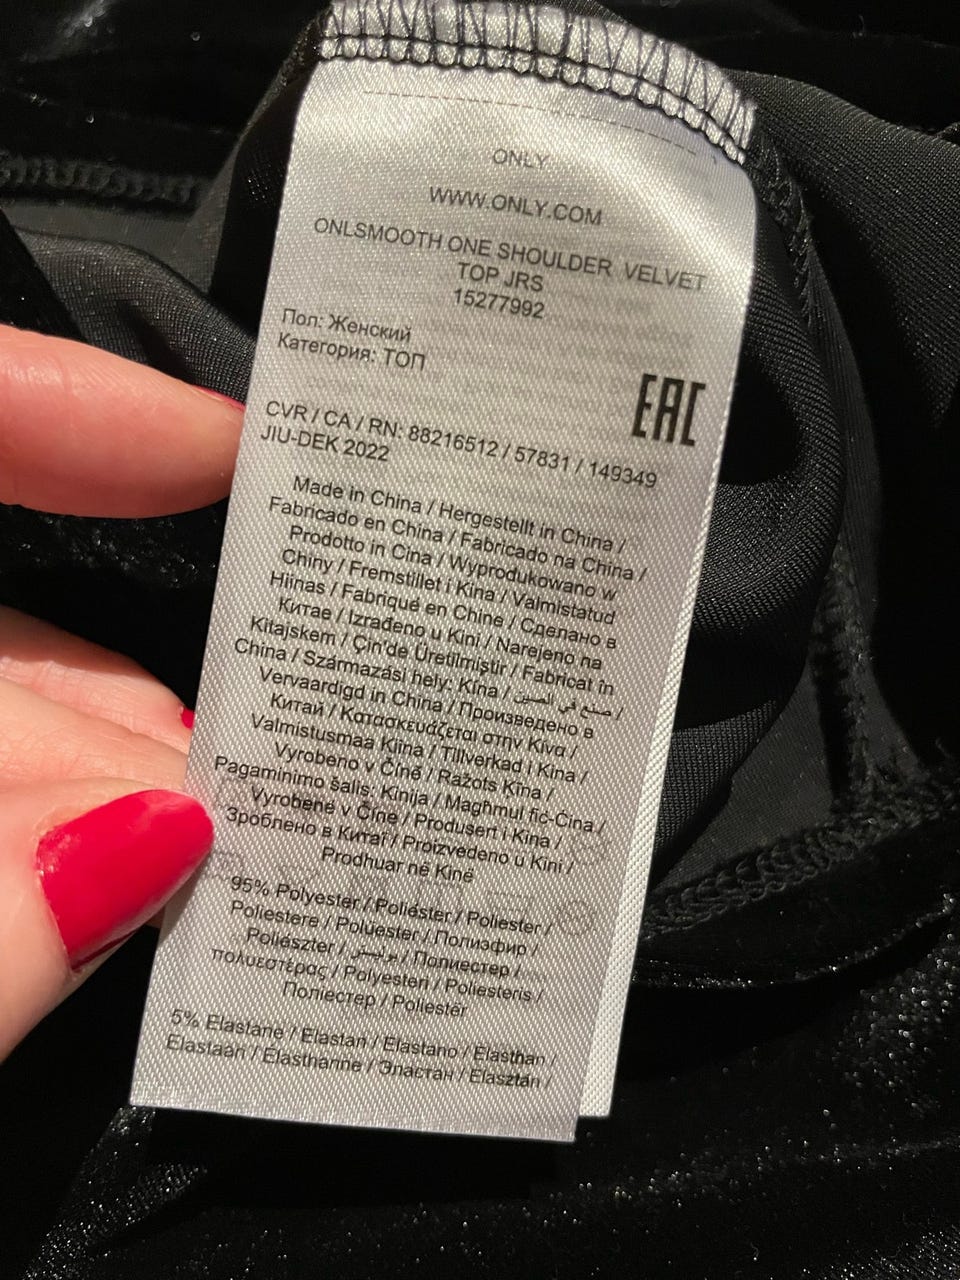 ONLY
WWW.ONLY.COM
ONLSMOOTH ONE SHOULDER VELVET
TOP JRS
15277992
Пол: Женский
Категория: ТОП
EAC
CVR / CA / RN: 88216512 / 57831 / 149349
JIU-DEK 2022
Made in China / Hergestellt in China /
Fabricado en China / Fabricado na China /
Prodotto in Cina / Wyprodukowano w
Chiny / Fremstillet i Kina / Valmistatud
Hiinas / Fabriqué en Chine / Сделано в
Китае / Izrađeno u Kini / Narejeno na
Kitajskem / Çin'de Üretilmiştir / Fabricat în
China / Származási hely: Kína / صنع في الصين /
Vervaardigd in China / Произведено в
Китай / Κατασκευάζεται στην Κίνα /
Valmistusmaa Kiina / Tillverkad i Kina /
Vyrobeno v Číně / Ražots Ķīna /
Pagaminimo šalis: Kinija / Magħmul fiċ-Ċina /
Vyrobené v Číne / Produsert i Kina /
Зроблено в Китаї / Proizvedeno u Kini /
Prodhuar në Kinë
95% Polyester / Poliéster / Poliester /
Poliestere / Polüester / Полиэфир /
Poliészter / بوليستر / Полиестер /
πολυεστέρας / Polyesteri / Poliesteris /
Поліестер / Poliestër
5% Elastane / Elastan / Elastano / Elasthan /
Elastaan / Elasthanne / Эластан / Elasztán /